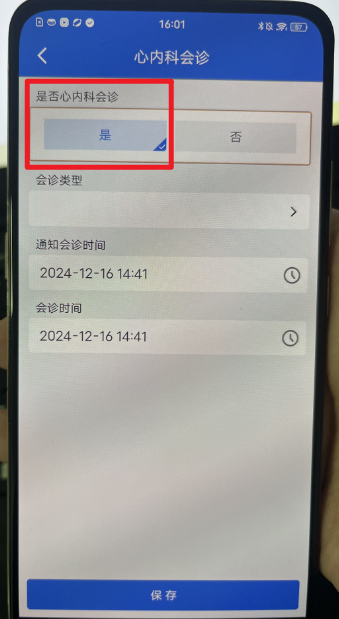 16:01
57
心内科会诊
是否心内科会诊
是
否
会诊类型
通知会诊时间
2024-12-16 14:41
会诊时间
2024-12-16 14:41
保存